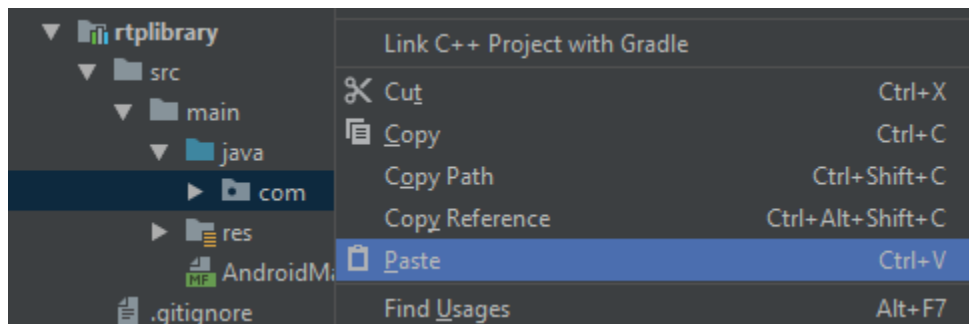 rtplibrary
src
main
java
com
res
AndroidMa
.gitignore
Link C++ Project with Gradle
Cut Ctrl+X
Copy Ctrl+C
Copy Path Ctrl+Shift+C
Copy Reference Ctrl+Alt+Shift+C
Paste Ctrl+V
Find Usages Alt+F7